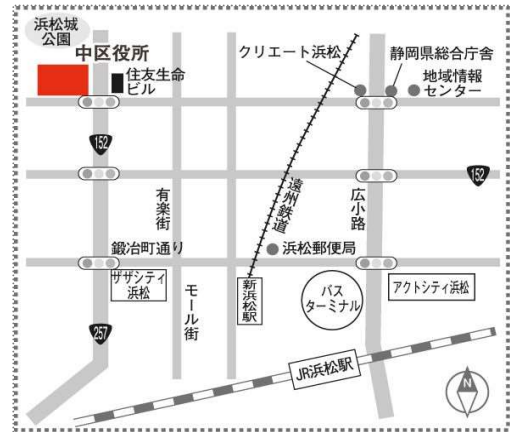 浜松城
公園
中区役所
住友生命
ビル
クリエート浜松
静岡県総合庁舎
地域情報
センター
152
152
有楽街
遠州鉄道
広小路
鍛冶町通り
浜松郵便局
ザザシティ
浜松
モール街
新浜松駅
バス
ターミナル
アクトシティ浜松
257
JR浜松駅
N